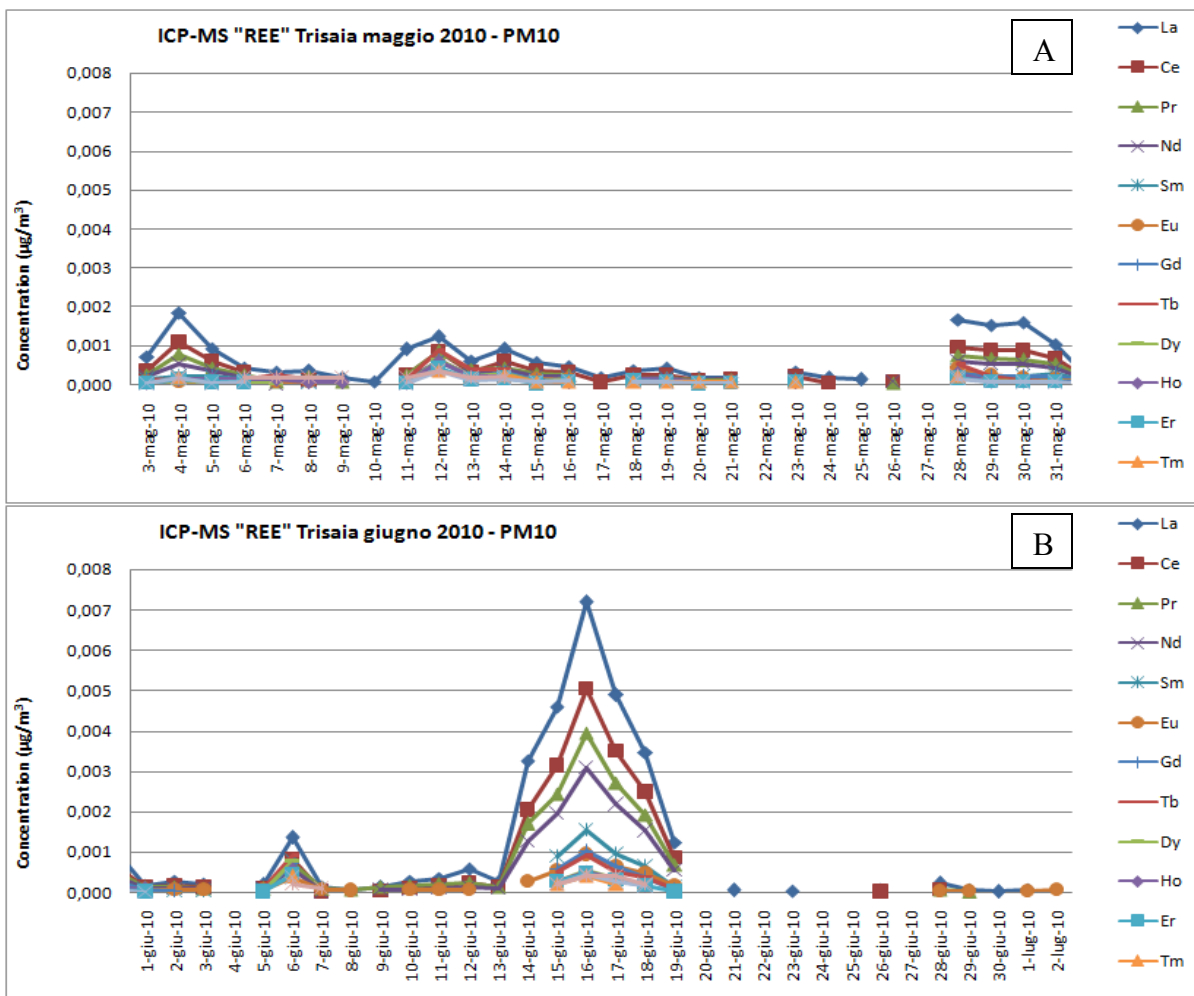 ICP-MS "REE" Trisaia maggio 2010 - PM10
A
Concentration (µg/m³)
0,008
0,007
0,006
0,005
0,004
0,003
0,002
0,001
0,000
3-mag-10
4-mag-10
5-mag-10
6-mag-10
7-mag-10
8-mag-10
9-mag-10
10-mag-10
11-mag-10
12-mag-10
13-mag-10
14-mag-10
15-mag-10
16-mag-10
17-mag-10
18-mag-10
19-mag-10
20-mag-10
21-mag-10
22-mag-10
23-mag-10
24-mag-10
25-mag-10
26-mag-10
27-mag-10
28-mag-10
29-mag-10
30-mag-10
31-mag-10
La
Ce
Pr
Nd
Sm
Eu
Gd
Tb
Dy
Ho
Er
Tm
ICP-MS "REE" Trisaia giugno 2010 - PM10
B
Concentration (µg/m³)
0,008
0,007
0,006
0,005
0,004
0,003
0,002
0,001
0,000
1-giu-10
2-giu-10
3-giu-10
4-giu-10
5-giu-10
6-giu-10
7-giu-10
8-giu-10
9-giu-10
10-giu-10
11-giu-10
12-giu-10
13-giu-10
14-giu-10
15-giu-10
16-giu-10
17-giu-10
18-giu-10
19-giu-10
20-giu-10
21-giu-10
22-giu-10
23-giu-10
24-giu-10
25-giu-10
26-giu-10
27-giu-10
28-giu-10
29-giu-10
30-giu-10
1-lug-10
2-lug-10
La
Ce
Pr
Nd
Sm
Eu
Gd
Tb
Dy
Ho
Er
Tm